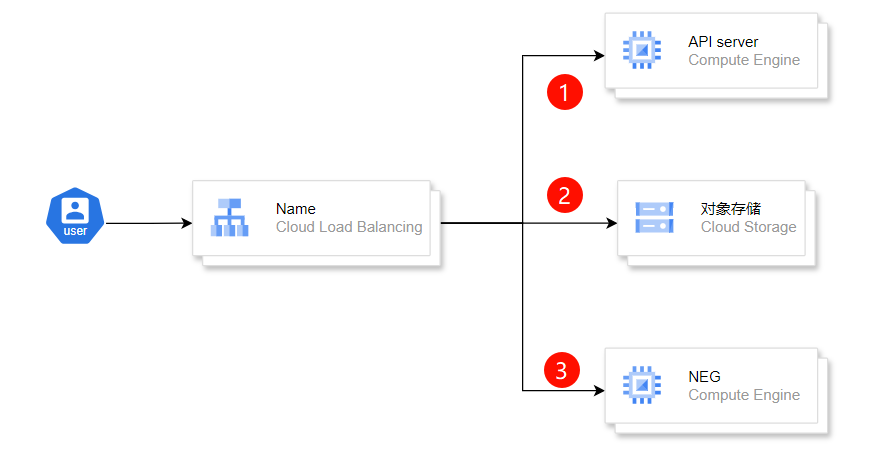 API server
Compute Engine
1
user
Name
Cloud Load Balancing
2
对象存储
Cloud Storage
3
NEG
Compute Engine